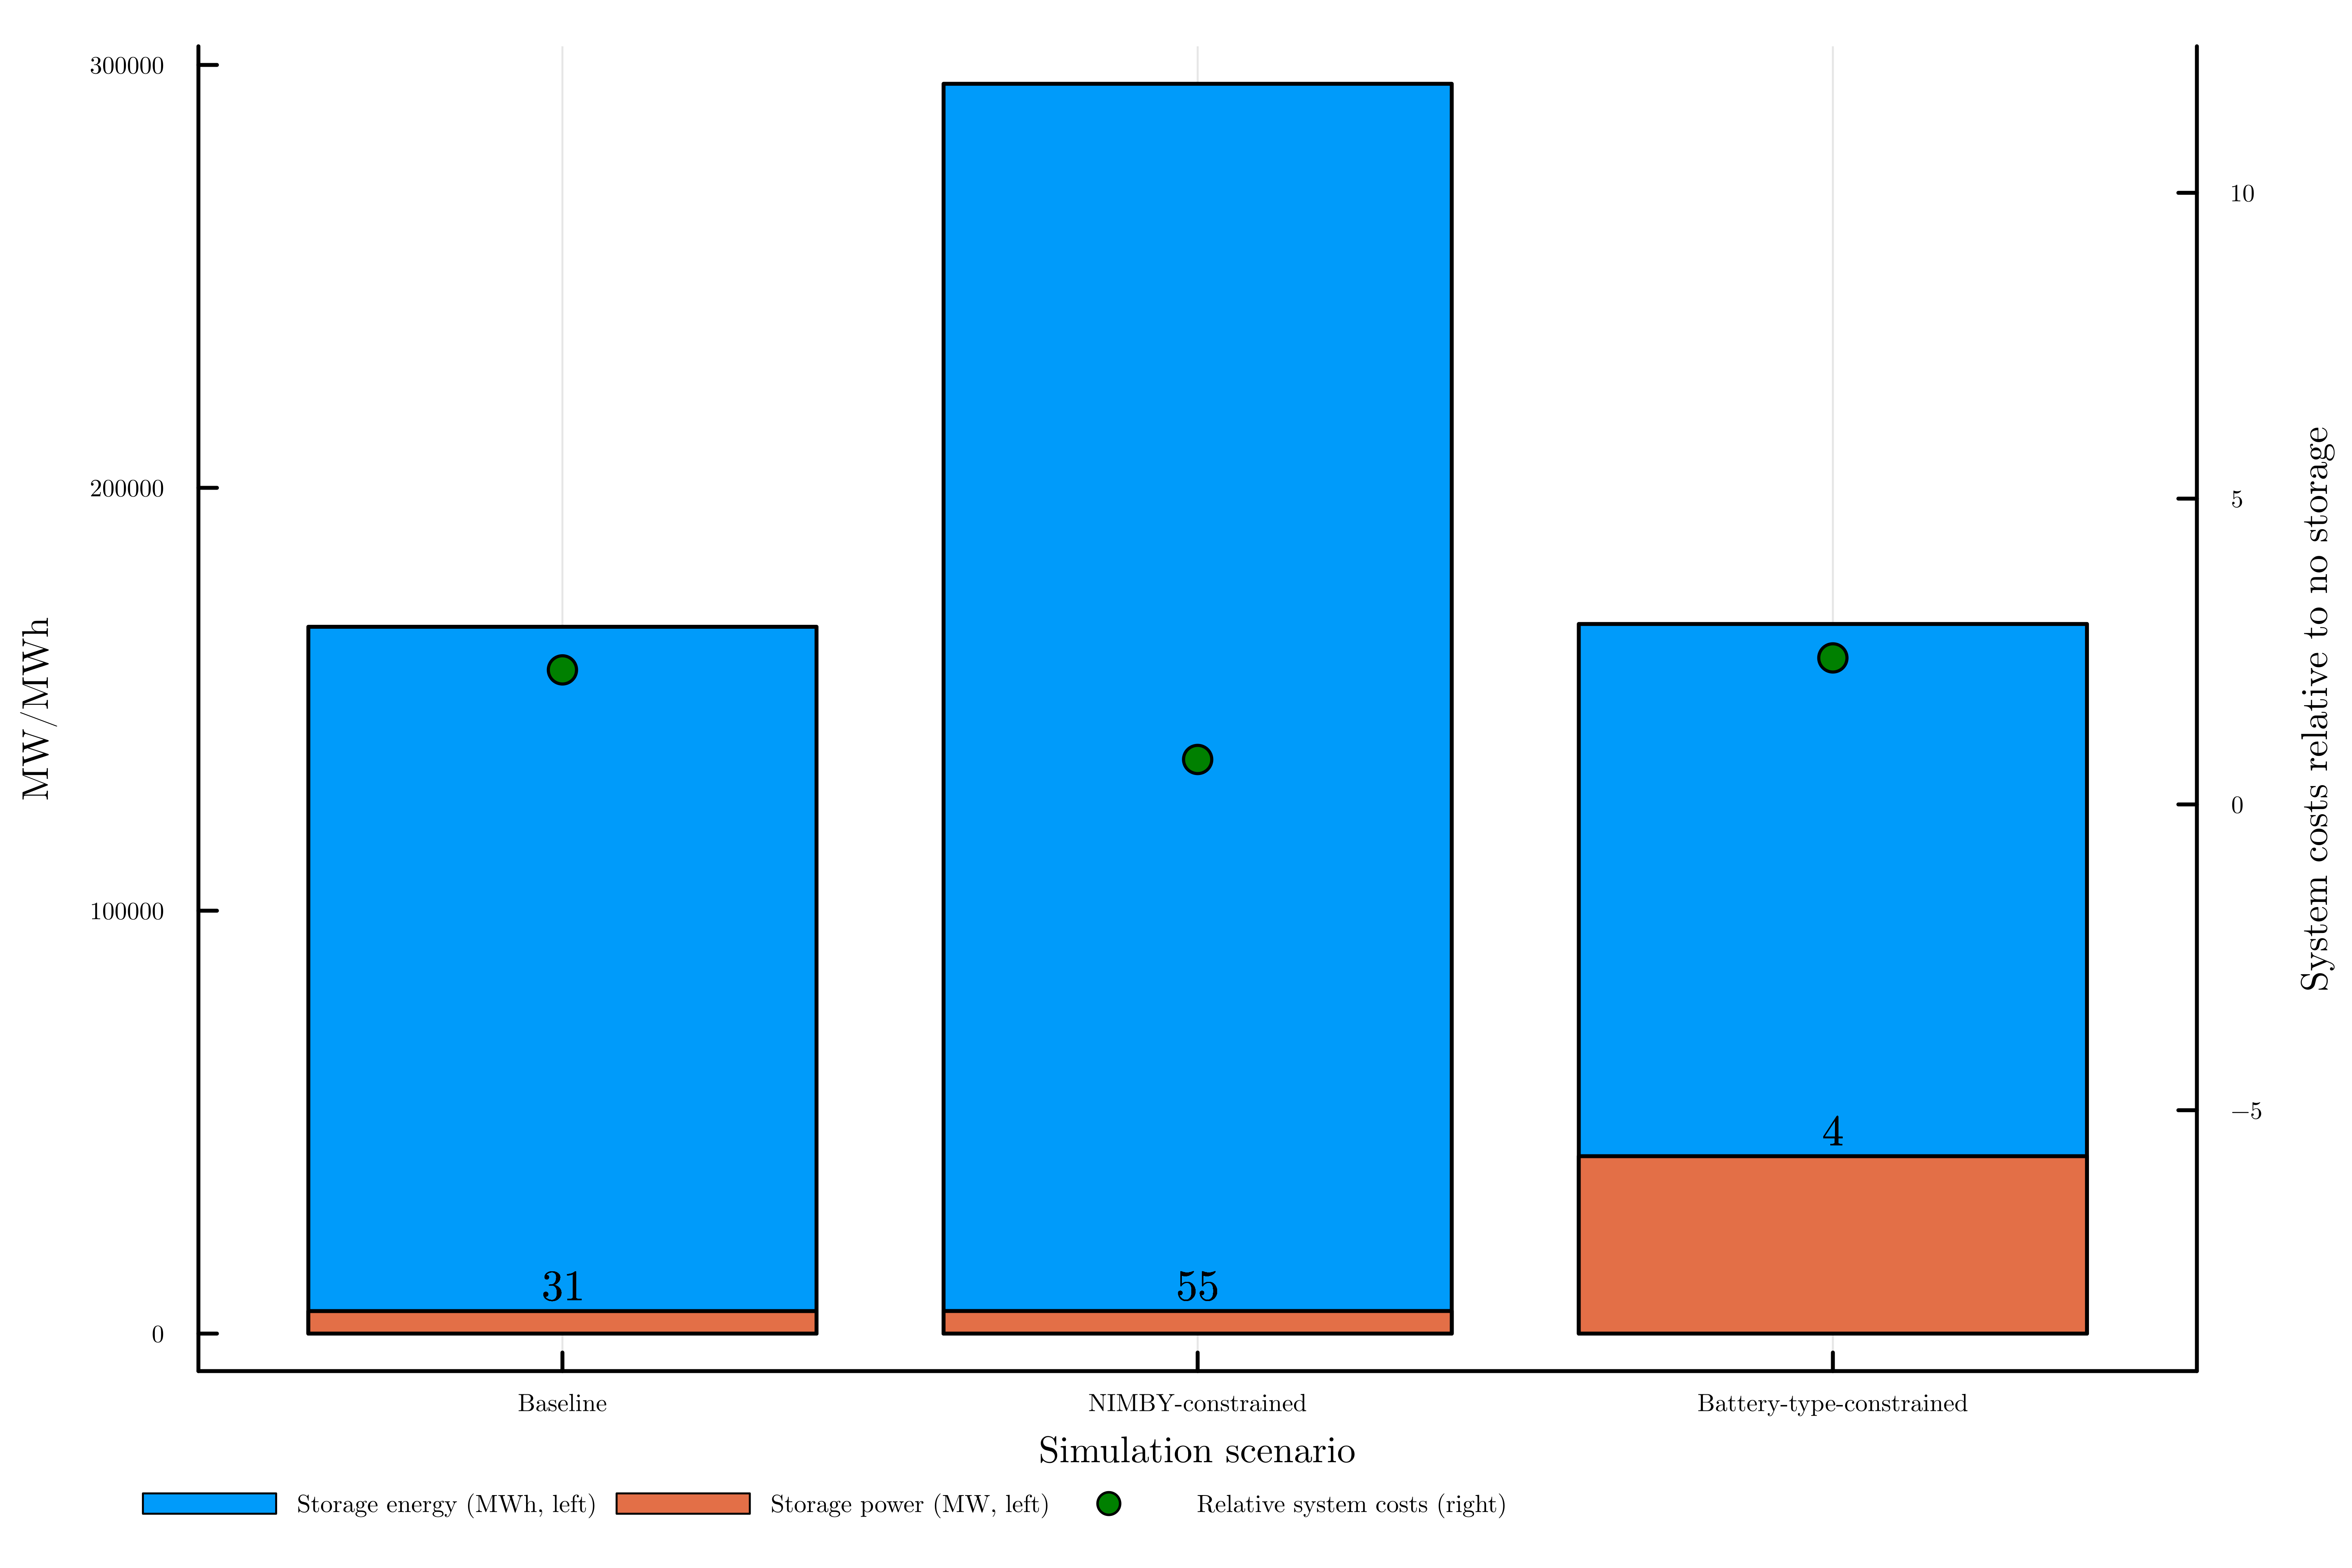 300000
200000
100000
0
MW/MWh
10
5
0
−5
System costs relative to no storage
31
55
4
Baseline
NIMBY-constrained
Battery-type-constrained
Simulation scenario
Storage energy (MWh, left)
Storage power (MW, left)
Relative system costs (right)